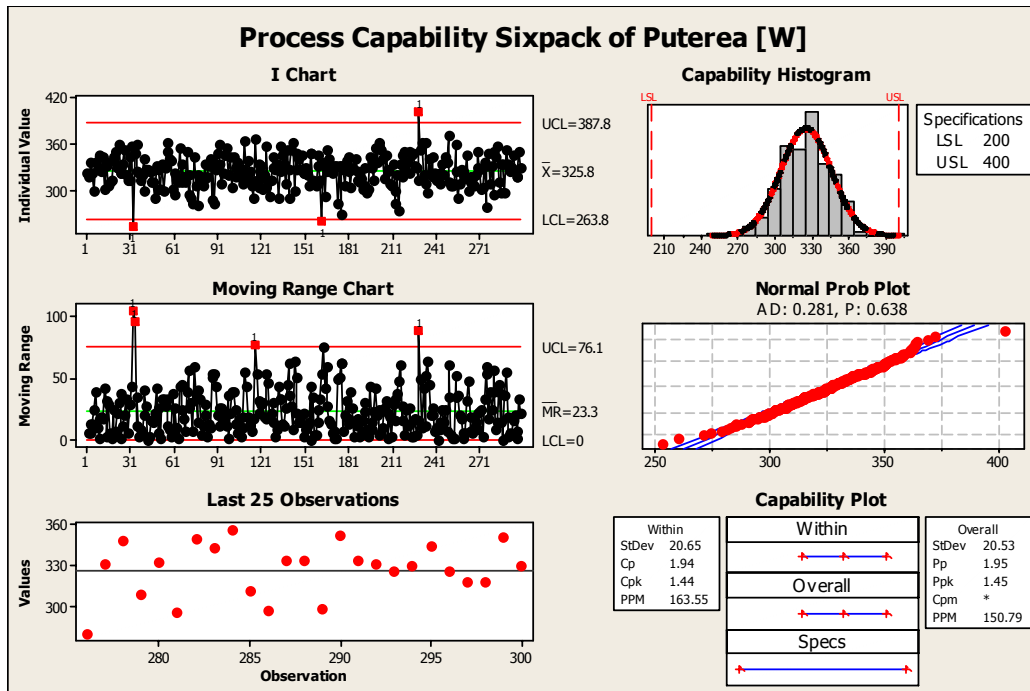 Process Capability Sixpack of Puterea [W]
I Chart
Individual Value
420
360
300
1
1
1
UCL=387.8
X=325.8
LCL=263.8
1 31 61 91 121 151 181 211 241 271
Capability Histogram
LSL
USL
210 240 270 300 330 360 390
Specifications
LSL 200
USL 400
Moving Range Chart
Moving Range
100
50
0
1
1
1
UCL=76.1
MR=23.3
LCL=0
1 31 61 91 121 151 181 211 241 271
Normal Prob Plot
AD: 0.281, P: 0.638
250 300 350 400
Last 25 Observations
Values
360
330
300
280 285 290 295 300
Observation
Capability Plot
Within
StDev 20.65
Cp 1.94
Cpk 1.44
PPM 163.55
Within
Overall
Specs
Overall
StDev 20.53
Pp 1.95
Ppk 1.45
Cpm *
PPM 150.79